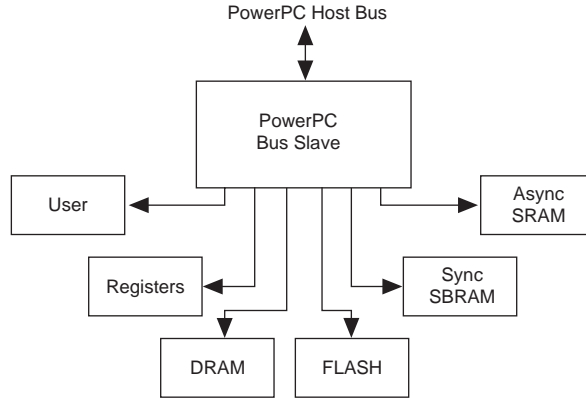 PowerPC Host Bus
PowerPC
Bus Slave
User
Async
SRAM
Registers
Sync
SBRAM
DRAM
FLASH